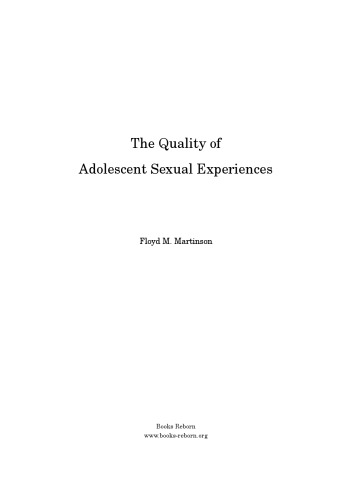 The Quality of
Adolescent Sexual Experiences
Floyd M. Martinson
Books Reborn
www.books-reborn.org